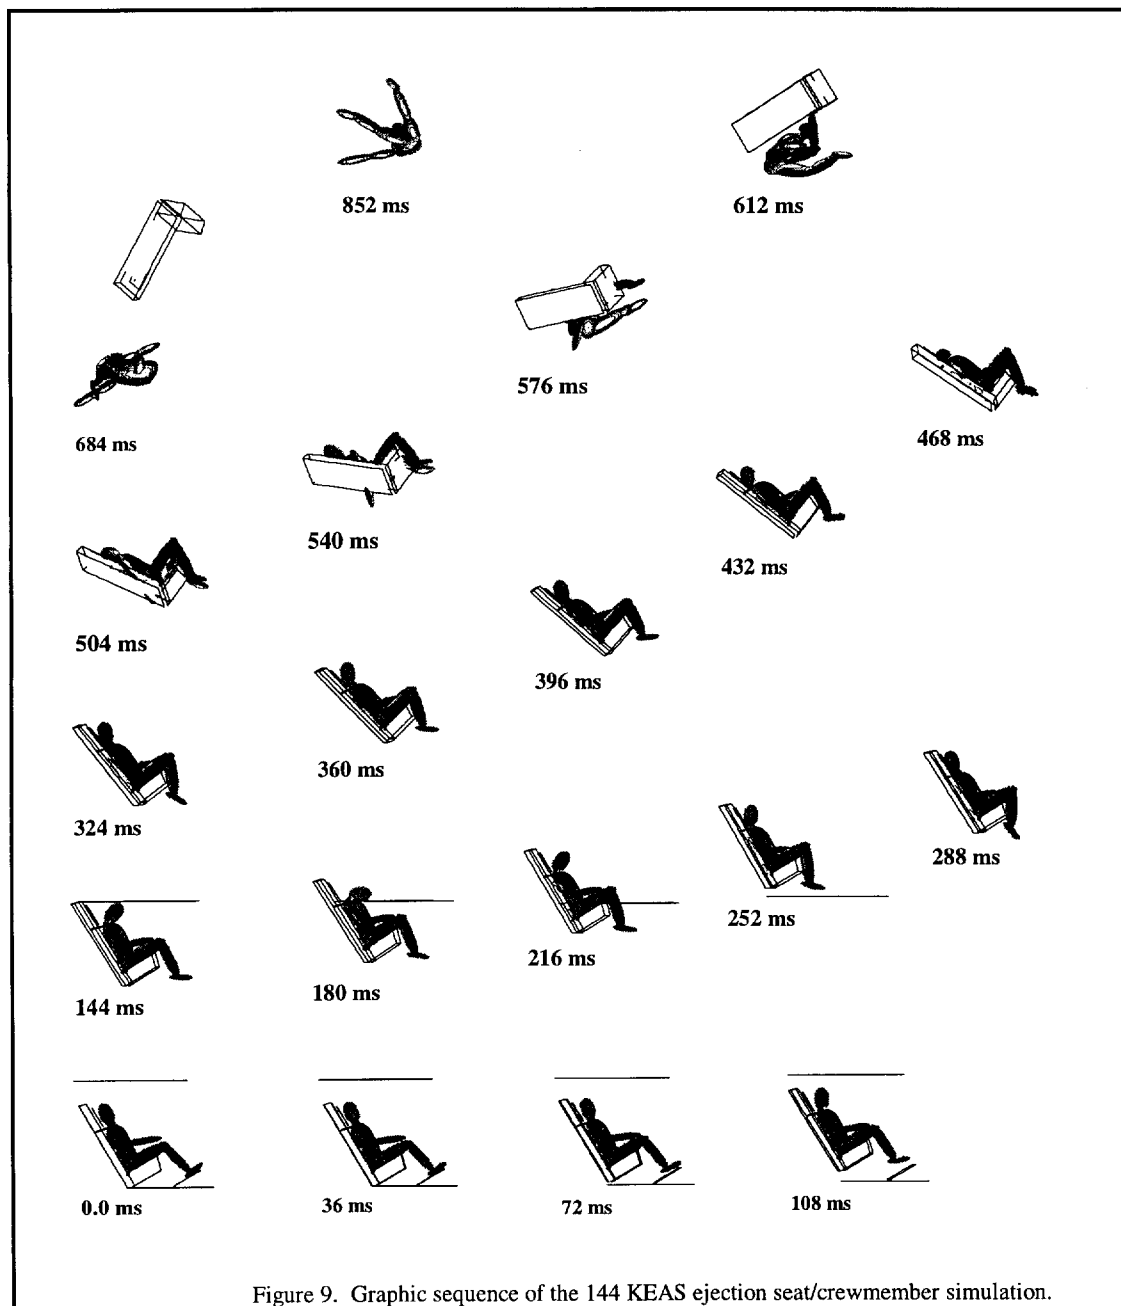 852 ms
612 ms
576 ms
684 ms
468 ms
540 ms
432 ms
504 ms
396 ms
360 ms
324 ms
288 ms
252 ms
216 ms
144 ms
180 ms
0.0 ms
36 ms
72 ms
108 ms
Figure 9. Graphic sequence of the 144 KEAS ejection seat/crewmember simulation.